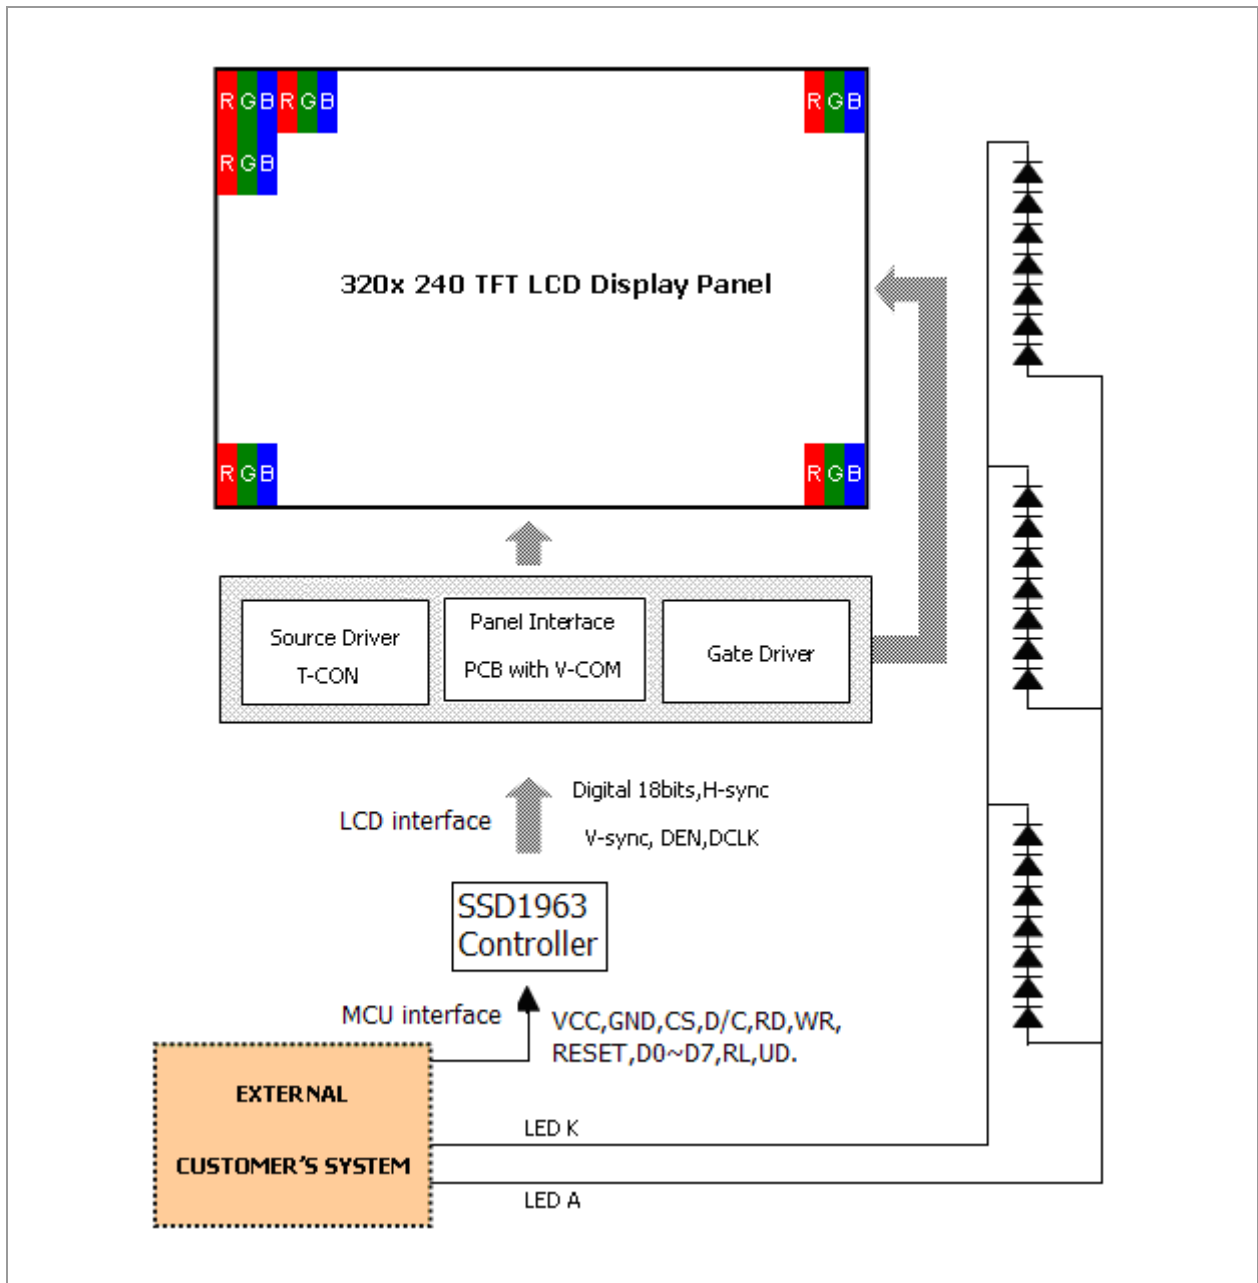 RGBRGB
RGB
RGB
320x 240 TFT LCD Display Panel
RGB
RGB
Source Driver
T-CON
Panel Interface
PCB with V-COM
Gate Driver
LCD interface
Digital 18bits,H-sync
V-sync, DEN,DCLK
SSD1963
Controller
MCU interface
VCC,GND,CS,D/C,RD,WR,
RESET,D0~D7,RL,UD.
EXTERNAL
CUSTOMER'S SYSTEM
LED K
LED A